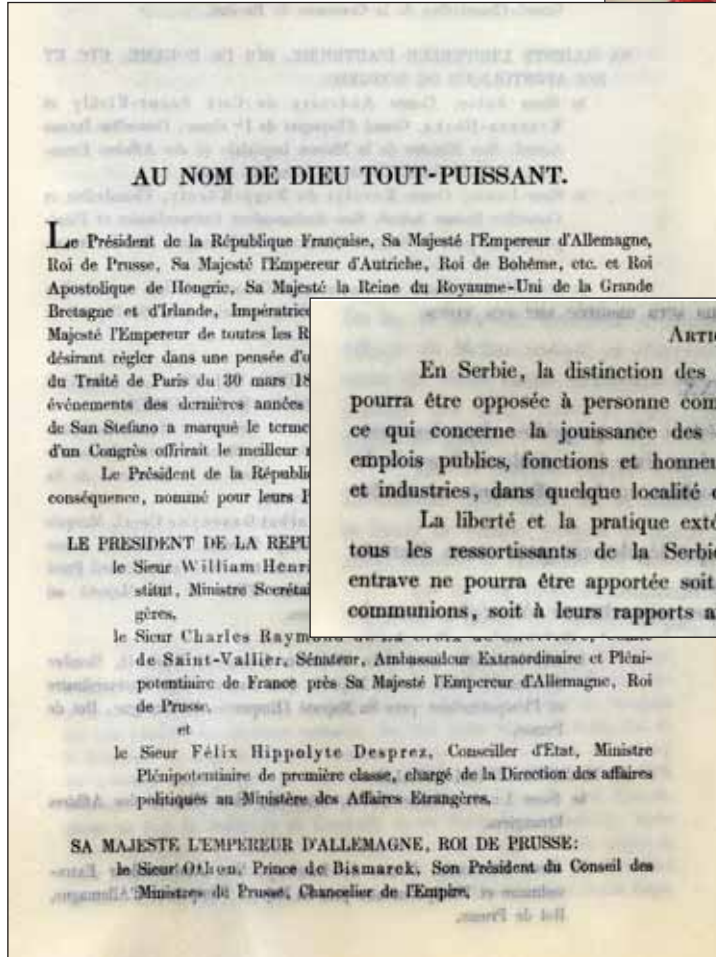 AU NOM DE DIEU TOUT-PUISSANT.
Le Président de la République Française, Sa Majesté l'Empereur d'Allemagne,
Roi de Prusse, Sa Majesté l'Empereur d'Autriche, Roi de Bohême, etc. et Roi
Apostolique de Hongrie, Sa Majesté la Reine du Royaume-Uni de la Grande
Bretagne et d'Irlande, Impératrice
Majesté l'Empereur de toutes les R
désirant régler dans une pensée d'o
du Traité de Paris du 30 mars 18
événements des dernières années
de San Stefano a marqué le terme
d'un Congrès offrirait le meilleur
Le Président de la Républi
conséquence, nommé pour leurs P
LE PRESIDENT DE LA REPU
le Sieur William Henri
stitut, Ministre Secrétai
gères,
le Sieur Charles Raymond de La Croix de Chevrière, Comte
de Saint-Vallier, Sénateur, Ambassadeur Extraordinaire et Pléni-
potentiaire de France près Sa Majesté l'Empereur d'Allemagne, Roi
de Prusse,
et
le Sieur Félix Hippolyte Desprez, Conseiller d'Etat, Ministre
Plénipotentiaire de première classe, chargé de la Direction des affaires
politiques au Ministère des Affaires Etrangères,
SA MAJESTE L'EMPEREUR D'ALLEMAGNE, ROI DE PRUSSE:
le Sieur Othon, Prince de Bismarck, Son Président du Conseil des
Ministres de Prusse, Chancelier de l'Empire,
ARTI
En Serbie, la distinction des
pourra être opposée à personne com
ce qui concerne la jouissance des
emplois publics, fonctions et honneu
et industries, dans quelque localité
La liberté et la pratique exté
tous les ressortissants de la Serbie
entrave ne pourra être apportée soit
communions, soit à leurs rapports a